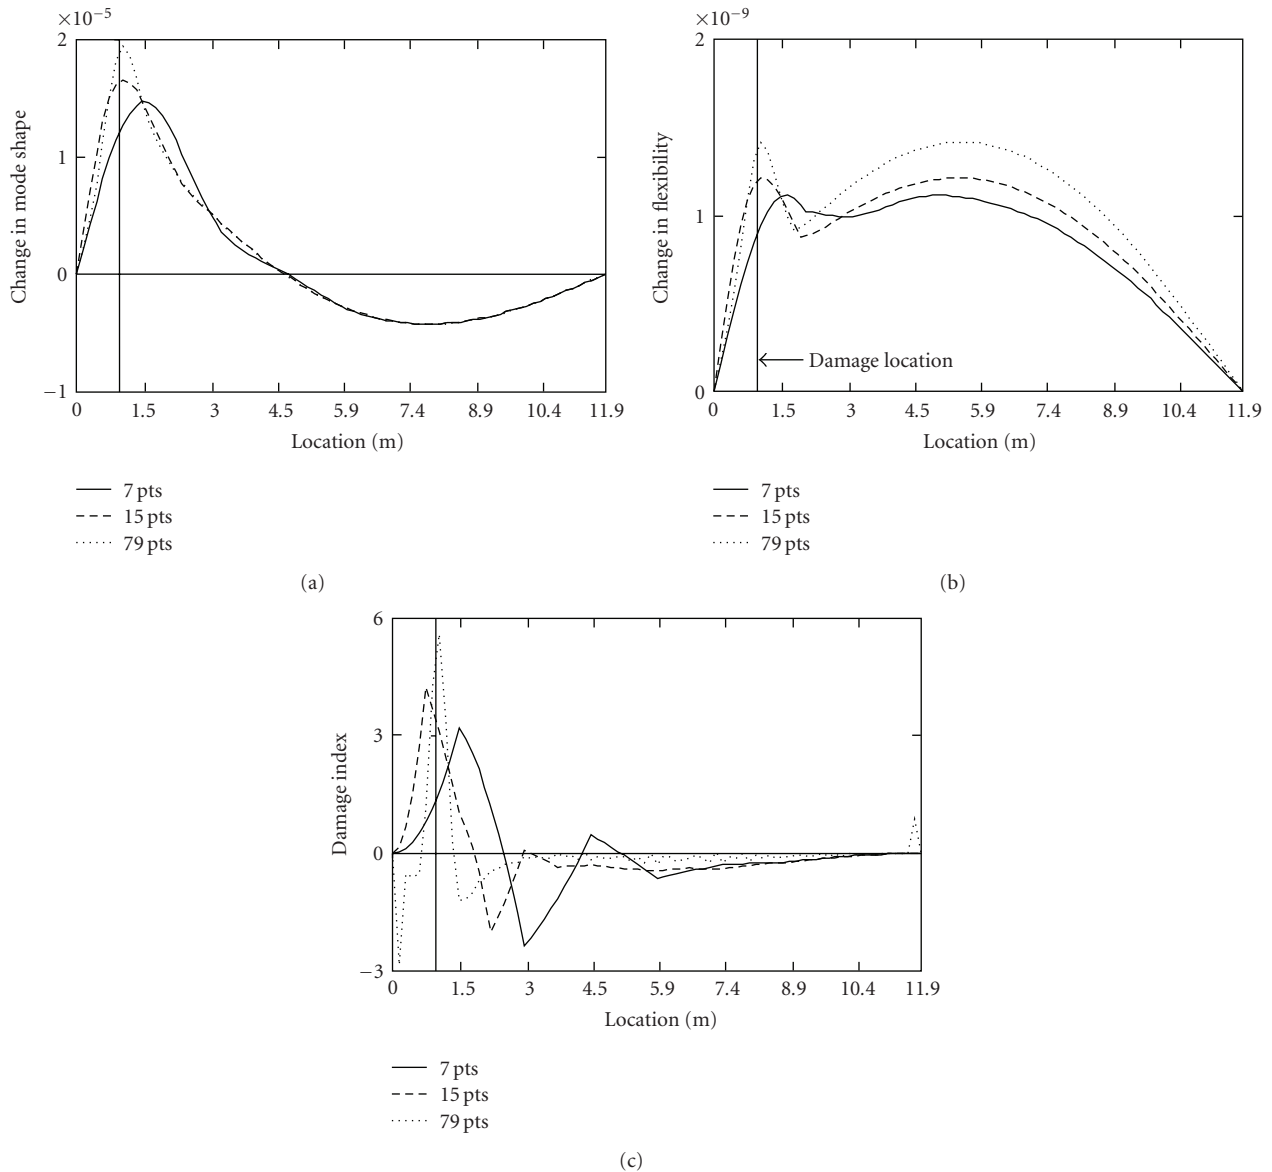 ×10−5
2
1
0
−1
Change in mode shape
0 1.5 3 4.5 5.9 7.4 8.9 10.4 11.9
Location (m)
7 pts
15 pts
79 pts
(a)
×10−9
2
1
0
Change in flexibility
Damage location
0 1.5 3 4.5 5.9 7.4 8.9 10.4 11.9
Location (m)
7 pts
15 pts
79 pts
(b)
6
3
0
−3
Damage index
0 1.5 3 4.5 5.9 7.4 8.9 10.4 11.9
Location (m)
7 pts
15 pts
79 pts
(c)